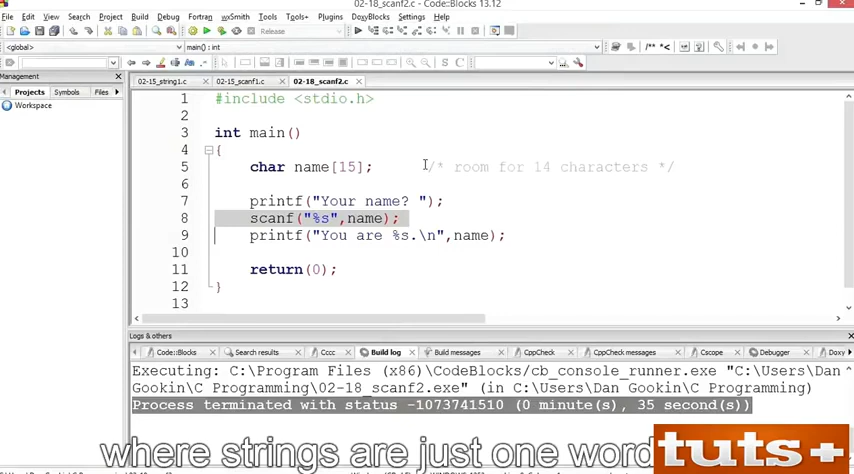 02-18_scanf2.c - Code::Blocks 13.12
File Edit View Search Project Build Debug Fortran wxSmith Tools Tools+ Plugins DoxyBlocks Settings Help
Release
<global> main() : int
Management
Projects Symbols Files
Workspace
02-15_string1.c 02-15_scanf1.c 02-18_scanf2.c
1 #include <stdio.h>
2
3 int main()
4 {
5 char name[15]; /* room for 14 characters */
6
7 printf("Your name? ");
8 scanf("%s",name);
9 printf("You are %s.\n",name);
10
11 return(0);
12 }
13
Logs & others
Code::Blocks Search results Cccc Build log Build messages CppCheck CppCheck messages Cscope Debugger Doxy
Executing: C:\Program Files (x86)\CodeBlocks/cb_console_runner.exe "C:\Users\Dan
Gookin\C Programming\02-18_scanf2.exe" (in C:\Users\Dan Gookin\C Programming)
Process terminated with status -1073741510 (0 minute(s), 35 second(s))
where strings are just one word
tuts+